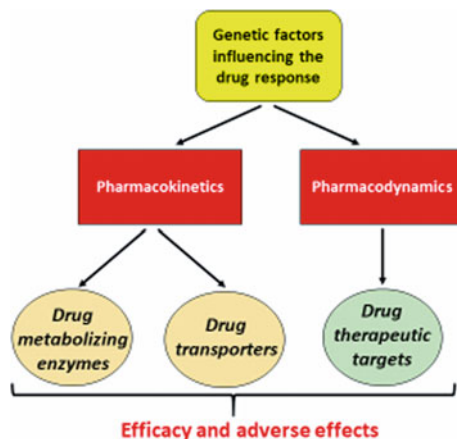 Genetic factors
influencing the
drug response
Pharmacokinetics
Pharmacodynamics
Drug
metabolizing
enzymes
Drug
transporters
Drug
therapeutic
targets
Efficacy and adverse effects